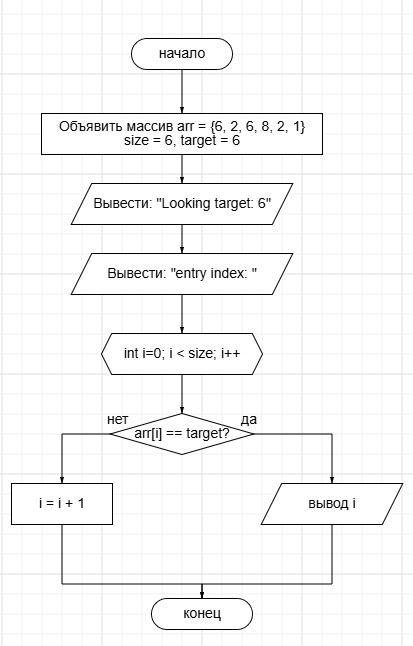 начало
Объявить массив arr = {6, 2, 6, 8, 2, 1}
size = 6, target = 6
Вывести: "Looking target: 6"
Вывести: "entry index: "
int i=0; i < size; i++
нет
да
arr[i] == target?
i = i + 1
вывод i
конец